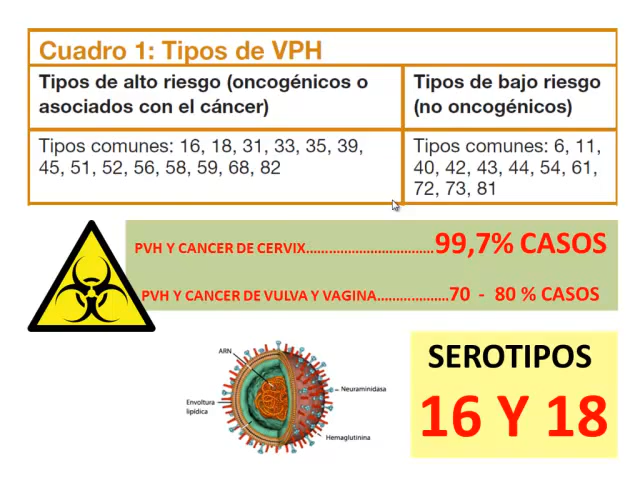 Cuadro 1: Tipos de VPH
Tipos de alto riesgo (oncogénicos o
asociados con el cáncer)
Tipos de bajo riesgo
(no oncogénicos)
Tipos comunes: 16, 18, 31, 33, 35, 39,
45, 51, 52, 56, 58, 59, 68, 82
Tipos comunes: 6, 11,
40, 42, 43, 44, 54, 61,
72, 73, 81
PVH Y CANCER DE CERVIX..................................99,7% CASOS
PVH Y CANCER DE VULVA Y VAGINA...................70 - 80 % CASOS
ARN
Neuraminidasa
Envoltura
lipídica
Hemaglutinina
SEROTIPOS
16 Y 18